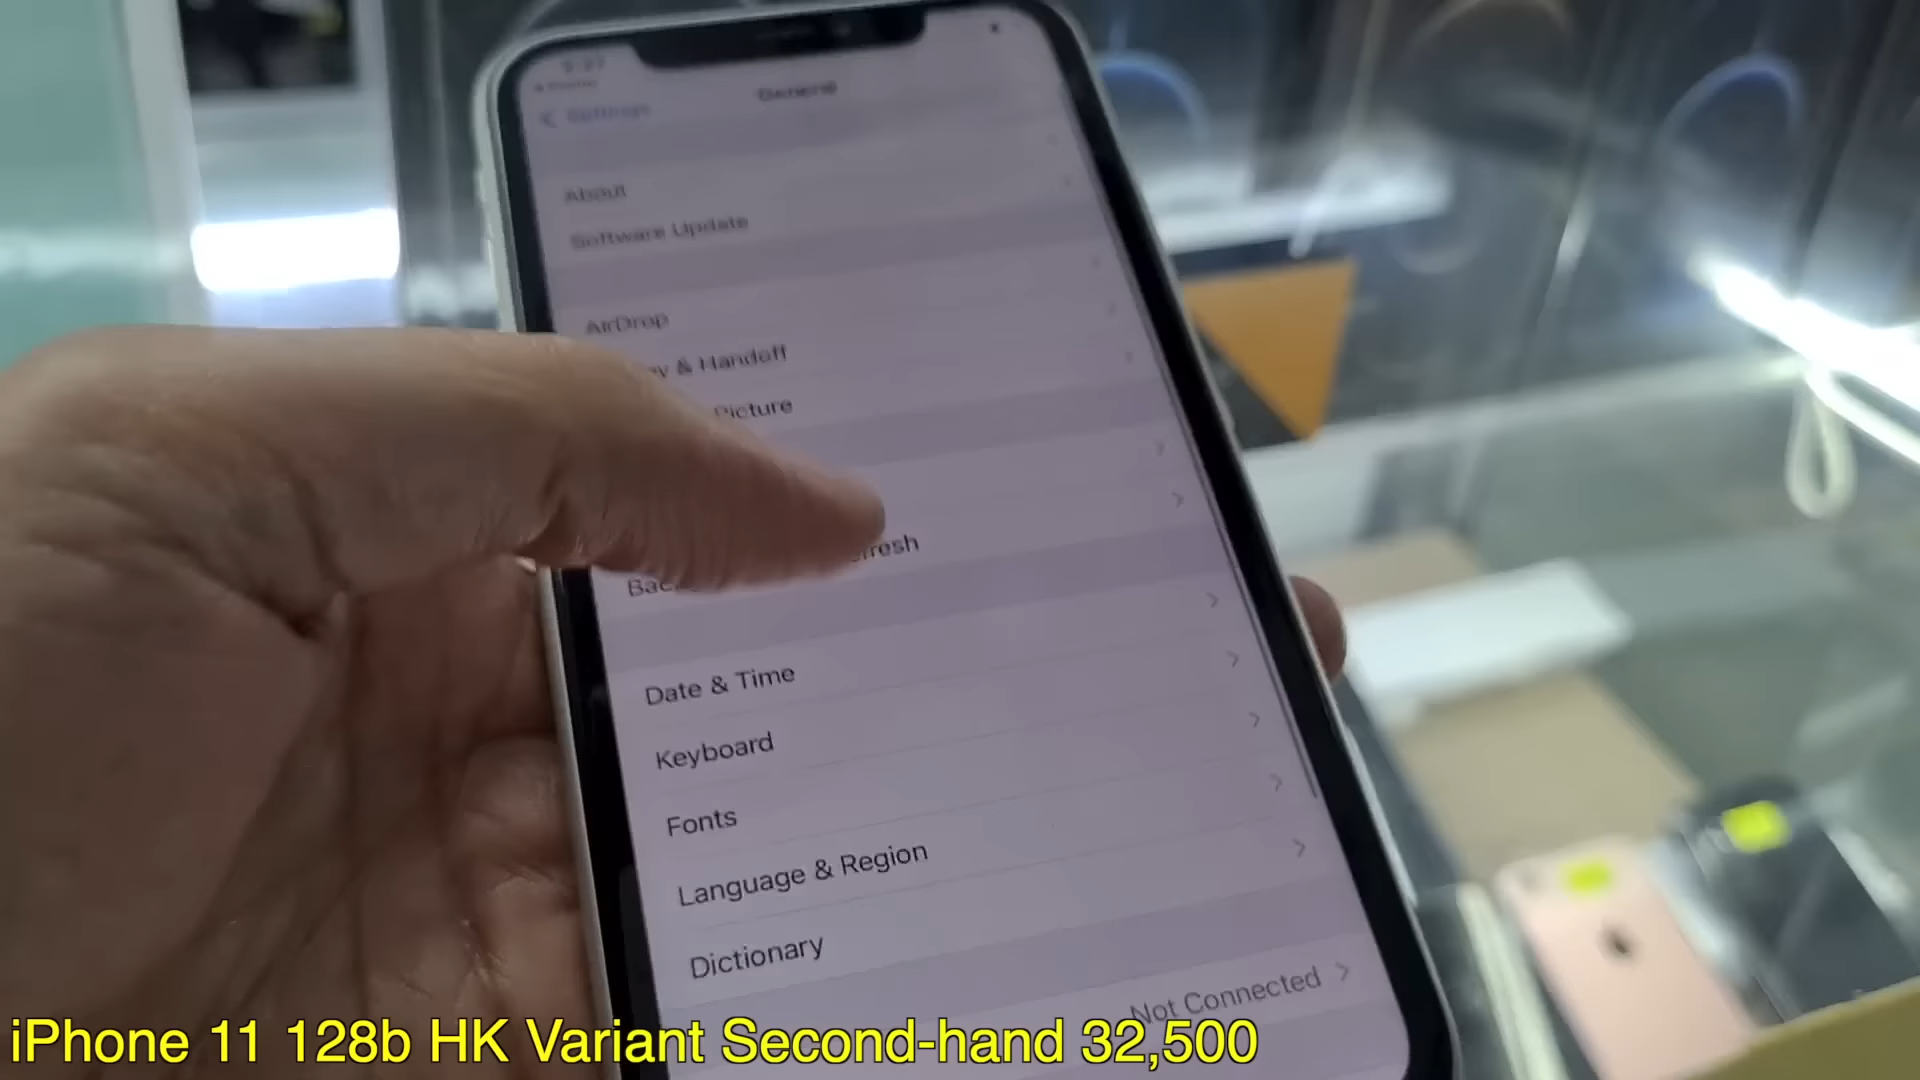 General
Settings
About
Software Update
AirDrop
& Handoff
Picture
Date & Time
Keyboard
Fonts
Language & Region
Dictionary
Not Connected
iPhone 11 128b HK Variant Second-hand 32,500